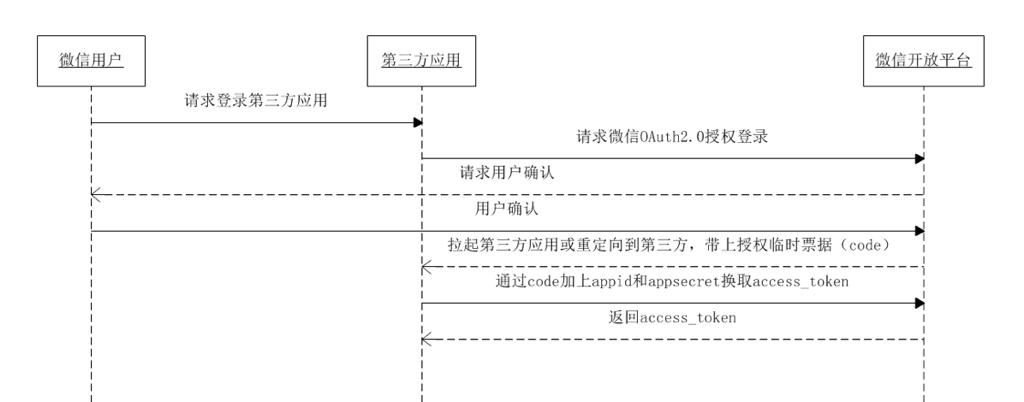 微信用户
第三方应用
微信开放平台
请求登录第三方应用
请求微信OAuth2.0授权登录
请求用户确认
用户确认
拉起第三方应用或重定向到第三方，带上授权临时票据（code）
通过code加上appid和appsecret换取access_token
返回access_token